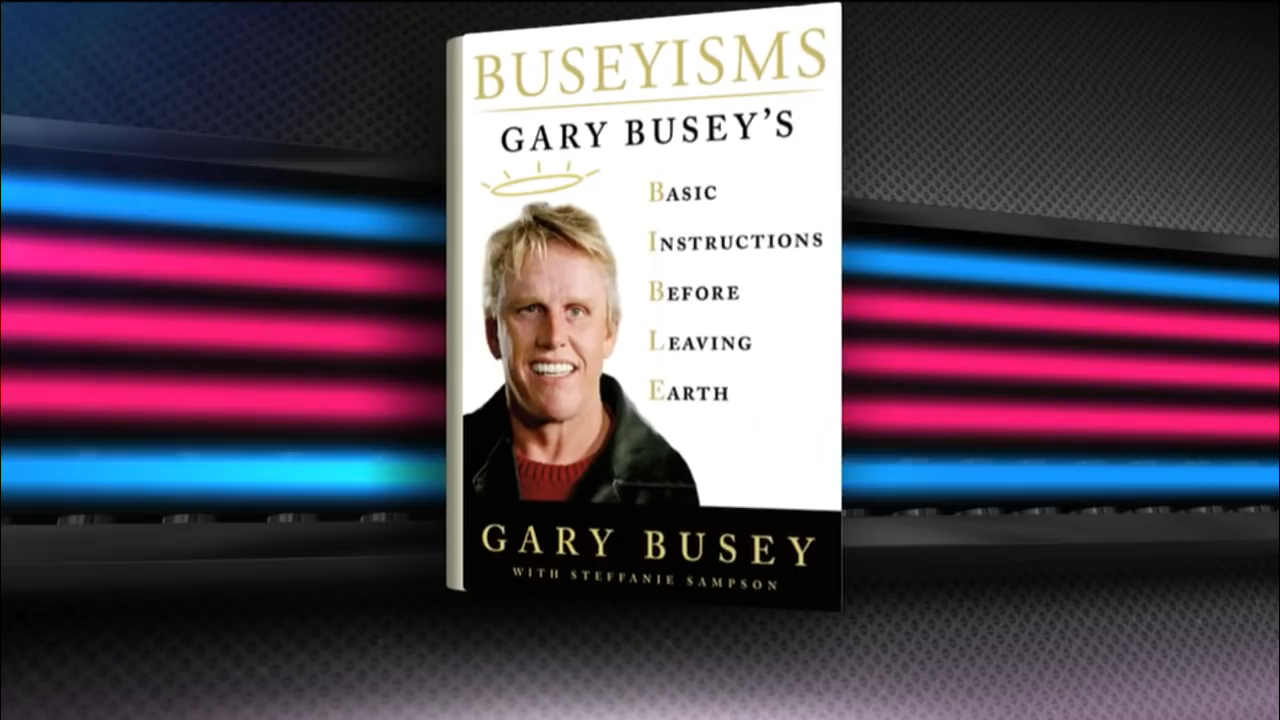 BUSEYISMS
GARY BUSEY'S
BASIC
INSTRUCTIONS
BEFORE
LEAVING
EARTH
GARY BUSEY
WITH STEFFANIE SAMPSON